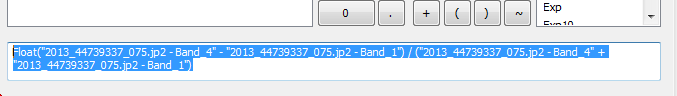 0 . + ( ) ~
Exp
Exp10
Float("2013_44739337_075.jp2 - Band_4" - "2013_44739337_075.jp2 - Band_1") / ("2013_44739337_075.jp2 - Band_4" +
"2013_44739337_075.jp2 - Band_1")